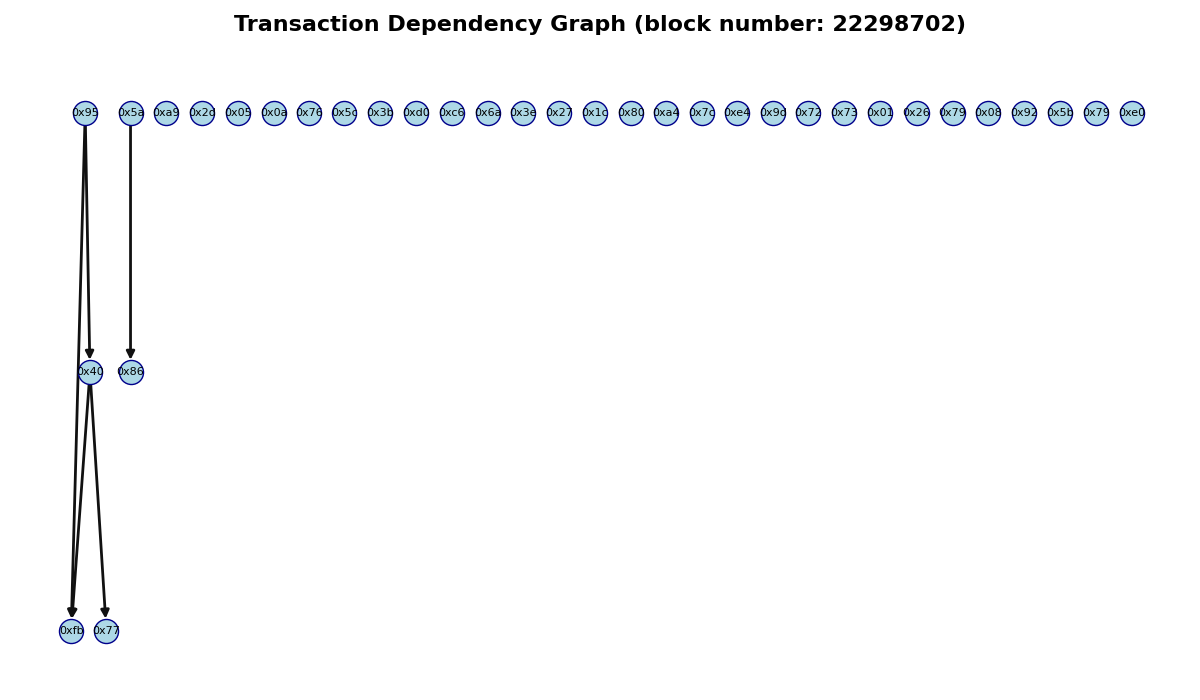 Transaction Dependency Graph (block number: 22298702)
0x95 0x5a 0xa9 0x2d 0x05 0x0a 0x76 0x5c 0x3b 0xd0 0xc6 0x6a 0x3e 0x27 0x1c 0x80 0xa4 0x7c 0xe4 0x9d 0x72 0x73 0x01 0x26 0x79 0x08 0x92 0x5b 0x79 0xe0
0x40 0x86
0xfb 0x77